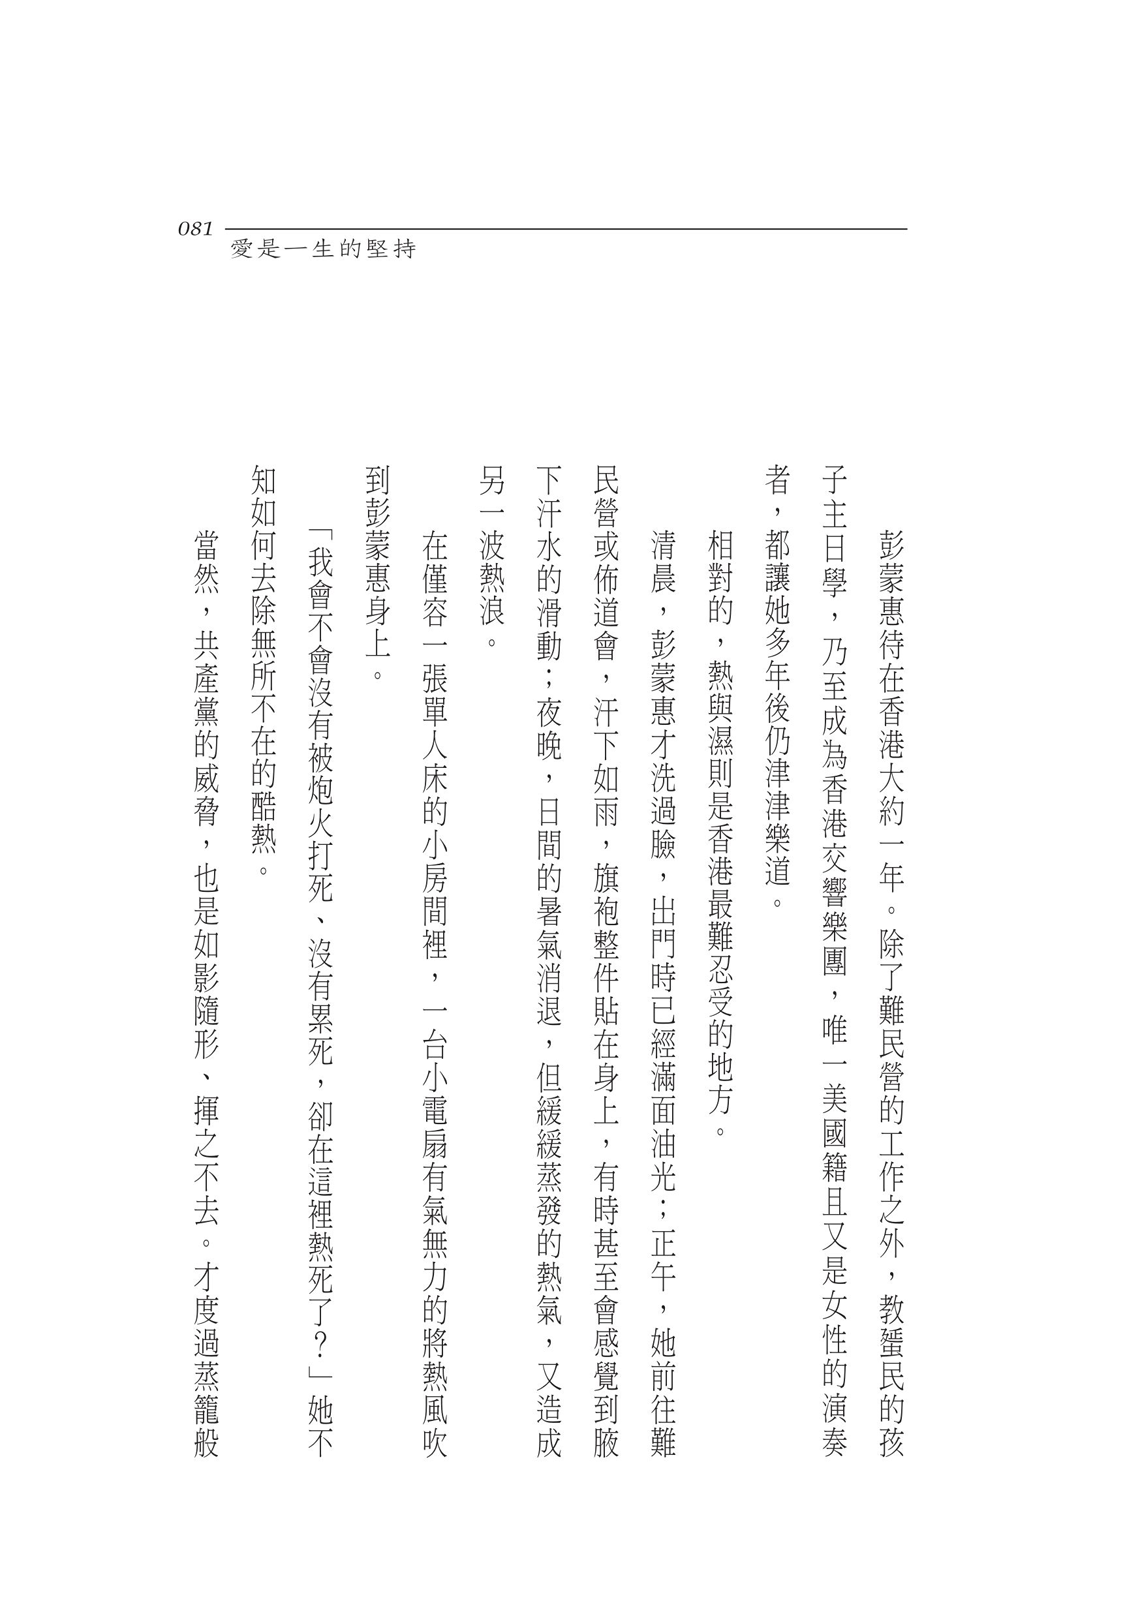 081
愛是一生的堅持
彭蒙惠待在香港大約一年。除了難民營的工作之外，教蜑民的孩
子主日學，乃至成為香港交響樂團，唯一美國籍且又是女性的演奏
者，都讓她多年後仍津津樂道。
相對的，熱與濕則是香港最難忍受的地方。
清晨，彭蒙惠才洗過臉，出門時已經滿面油光；正午，她前往難
民營或佈道會，汗下如雨，旗袍整件貼在身上，有時甚至會感覺到腋
下汗水的滑動；夜晚，日間的暑氣消退，但緩緩蒸發的熱氣，又造成
另一波熱浪。
在僅容一張單人床的小房間裡，一台小電扇有氣無力的將熱風吹
到彭蒙惠身上。
「我會不會沒有被炮火打死、沒有累死，卻在這裡熱死了？」她不
知如何去除無所不在的酷熱。
當然，共產黨的威脅，也是如影隨形、揮之不去。才度過蒸籠般